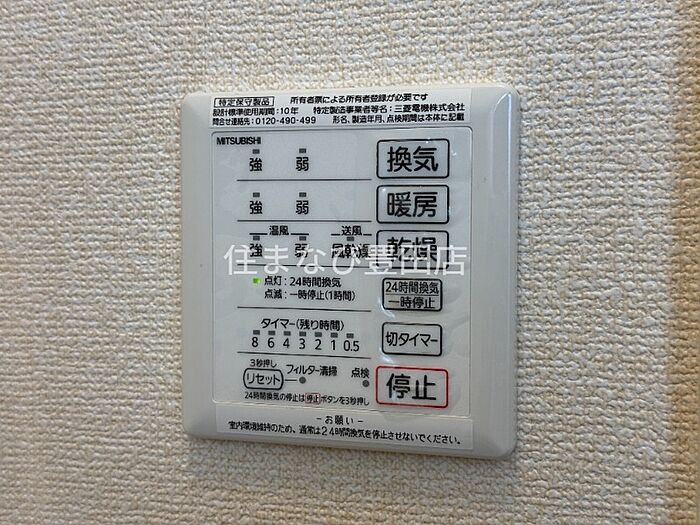 特定保守製品 所有者票による所有者登録が必要です
設計標準使用期間:10年 特定製造事業者等名:三菱電機株式会社
問合せ連絡先:0120-490-499 形名、製造年月、点検期間は本体に記載
MITSUBISHI
強 弱 換気
強 弱 暖房
温風 送風
強 弱 風乾燥 乾燥
住まなび豊田店
点灯:24時間換気
点滅:一時停止(1時間)
24時間換気
一時停止
タイマー(残り時間)
8 6 4 3 2 1 0.5
切タイマー
3秒押し
リセット フィルター清掃 点検
停止
24時間換気の停止は停止ボタンを3秒押し
-お願い-
室内環境維持のため、通常は24時間換気を停止させないでください。